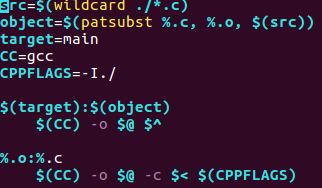 src=$(wildcard ./*.c)
object=$(patsubst %.c, %.o, $(src))
target=main
CC=gcc
CPPFLAGS=-I./

$(target):$(object)
    $(CC) -o $@ $^

%.o:%.c
    $(CC) -o $@ -c $< $(CPPFLAGS)